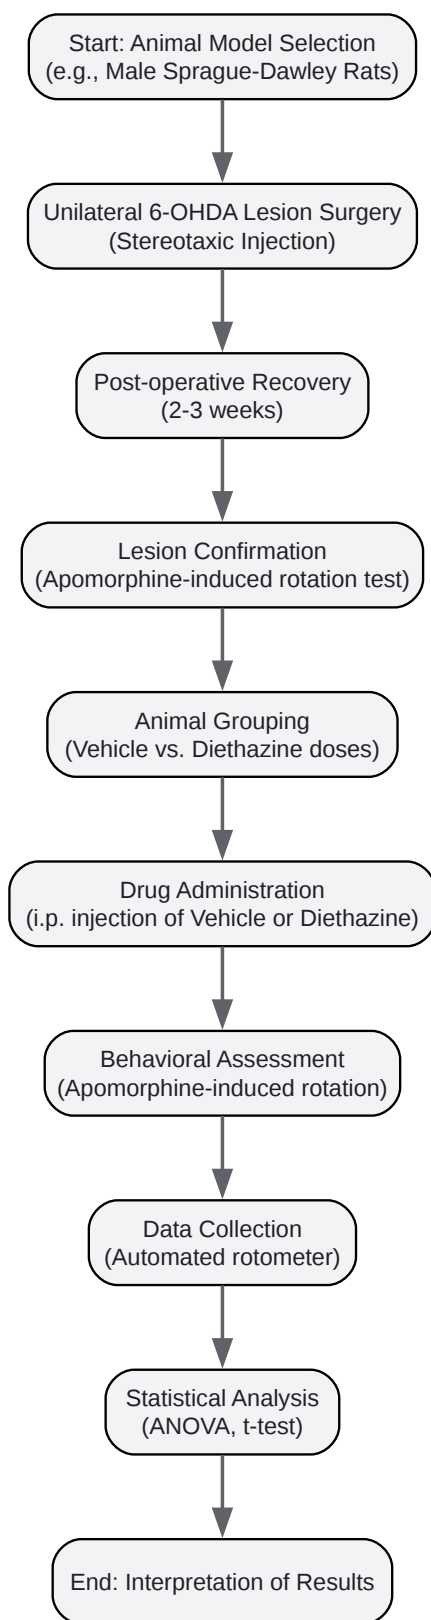 Start: Animal Model Selection
(e.g., Male Sprague-Dawley Rats)
Unilateral 6-OHDA Lesion Surgery
(Stereotaxic Injection)
Post-operative Recovery
(2-3 weeks)
Lesion Confirmation
(Apomorphine-induced rotation test)
Animal Grouping
(Vehicle vs. Diethazine doses)
Drug Administration
(i.p. injection of Vehicle or Diethazine)
Behavioral Assessment
(Apomorphine-induced rotation)
Data Collection
(Automated rotometer)
Statistical Analysis
(ANOVA, t-test)
End: Interpretation of Results